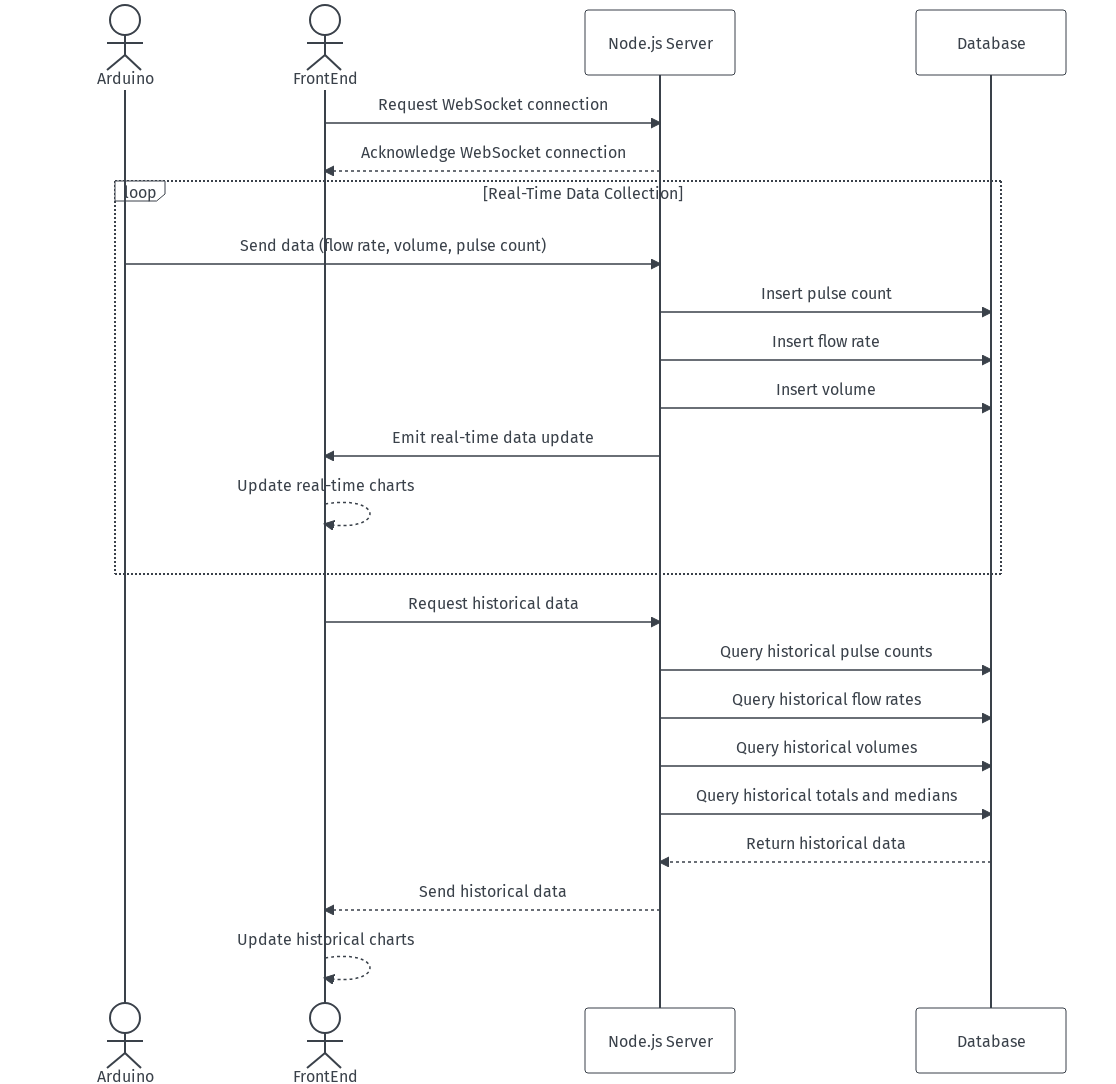 Arduino
FrontEnd
Node.js Server
Database
Request WebSocket connection
Acknowledge WebSocket connection
loop
[Real-Time Data Collection]
Send data (flow rate, volume, pulse count)
Insert pulse count
Insert flow rate
Insert volume
Emit real-time data update
Update real-time charts
Request historical data
Query historical pulse counts
Query historical flow rates
Query historical volumes
Query historical totals and medians
Return historical data
Send historical data
Update historical charts
Arduino
FrontEnd
Node.js Server
Database